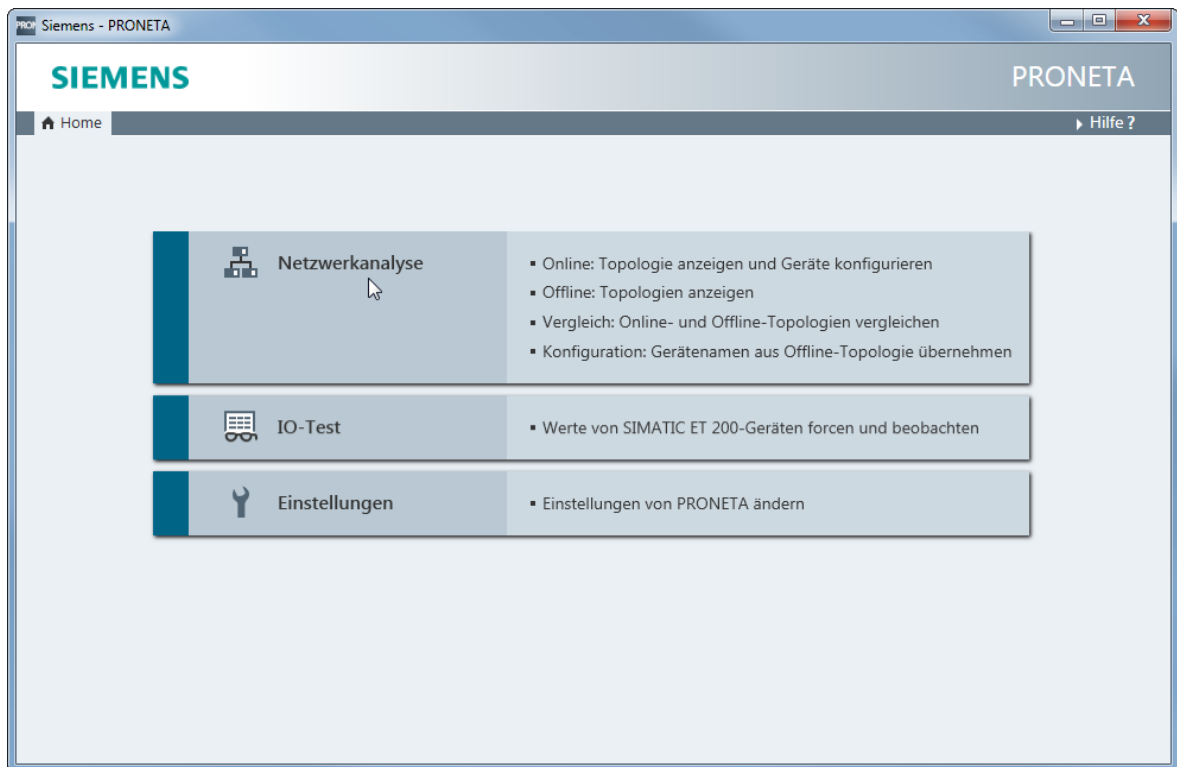 Siemens - PRONETA
SIEMENS
PRONETA
Home
Hilfe ?
Netzwerkanalyse
▪ Online: Topologie anzeigen und Geräte konfigurieren
▪ Offline: Topologien anzeigen
▪ Vergleich: Online- und Offline-Topologien vergleichen
▪ Konfiguration: Gerätenamen aus Offline-Topologie übernehmen
IO-Test
▪ Werte von SIMATIC ET 200-Geräten forcen und beobachten
Einstellungen
▪ Einstellungen von PRONETA ändern